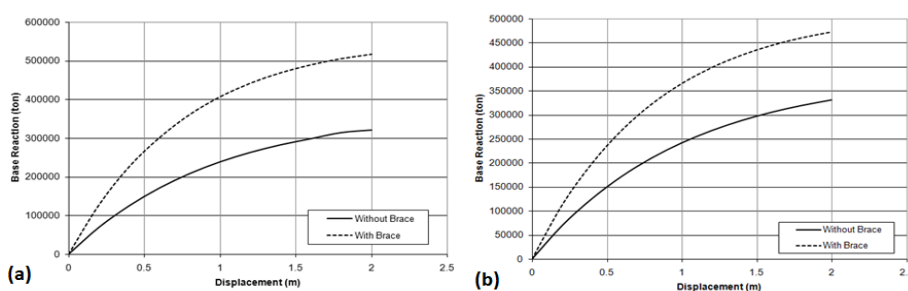 600000
500000
400000
300000
200000
100000
0
Base Reaction (ton)
0 0.5 1 1.5 2 2.5
Displacement (m)
Without Brace
With Brace
(a)
500000
450000
400000
350000
300000
250000
200000
150000
100000
50000
0
Base Reaction (ton)
0 0.5 1 1.5 2 2.5
Displacement (m)
Without Brace
With Brace
(b)